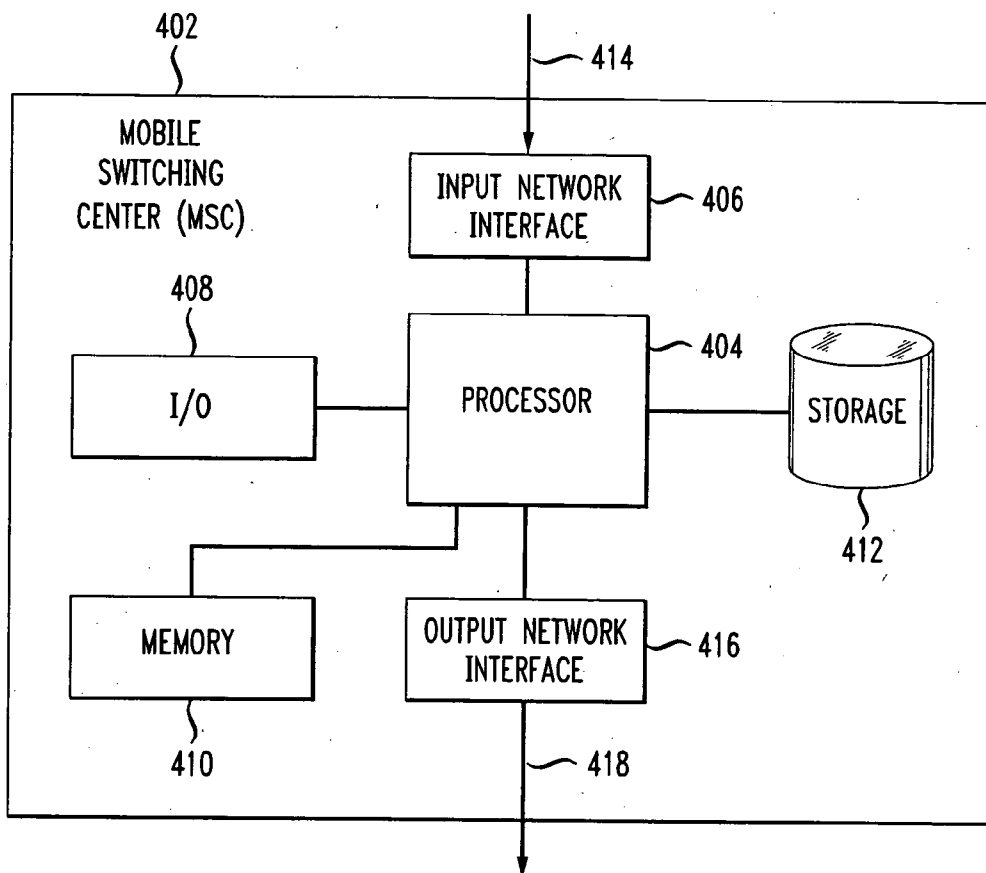 402
414
MOBILE
SWITCHING
CENTER (MSC)
INPUT NETWORK
INTERFACE
406
408
I/O
PROCESSOR
404
STORAGE
412
MEMORY
410
OUTPUT NETWORK
INTERFACE
416
418